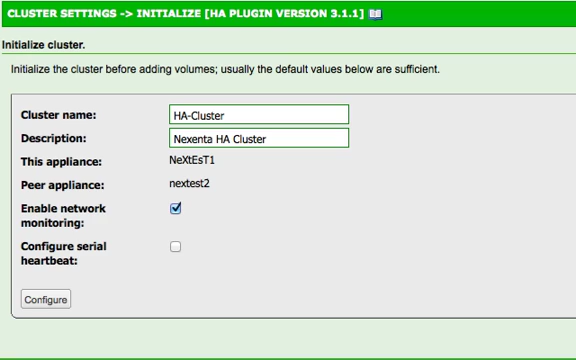 CLUSTER SETTINGS -> INITIALIZE [HA PLUGIN VERSION 3.1.1]
Initialize cluster.
Initialize the cluster before adding volumes; usually the default values below are sufficient.
Cluster name: HA-Cluster
Description: Nexenta HA Cluster
This appliance: NeXtEsT1
Peer appliance: nextest2
Enable network
monitoring:
Configure serial
heartbeat:
Configure